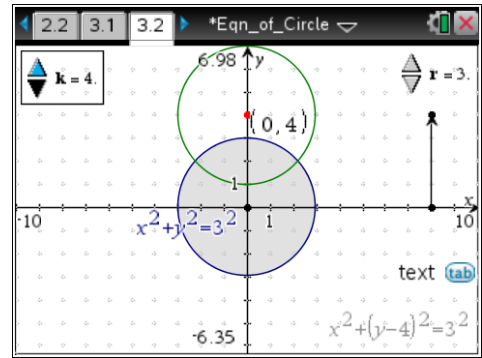 2.2 3.1 3.2 *Eqn_of_Circle
6.98 y
k = 4.
r = 3.
(0,4)
1
-10 1 x 10
x²+y²=3²
text tab
-6.35
x²+(y-4)²=3²